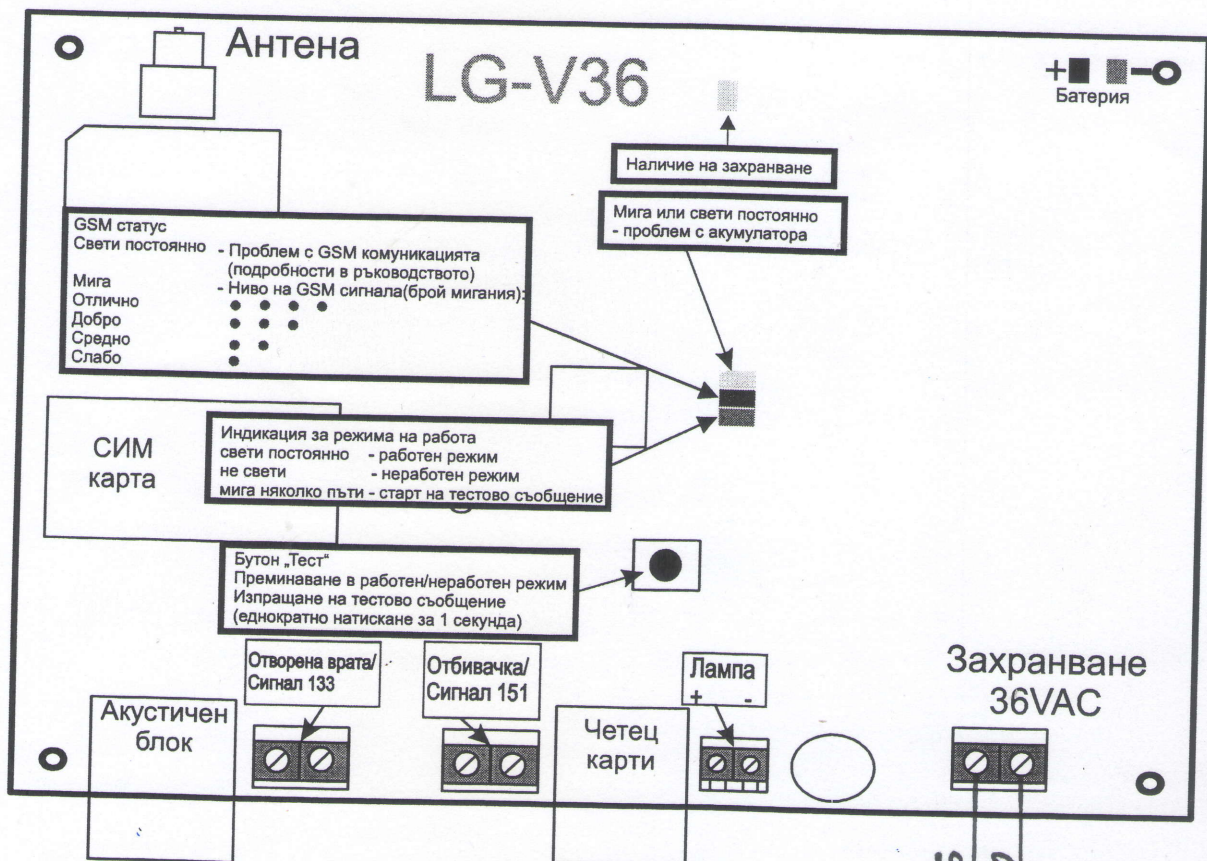 Антена
LG-V36
+ -
Батерия
Наличие на захранване
Мига или свети постоянно
- проблем с акумулатора
GSM статус
Свети постоянно - Проблем с GSM комуникацията
(подробности в ръководството)
Мига - Ниво на GSM сигнала(брой мигания):
Отлично
Добро
Средно
Слабо
СИМ
карта
Индикация за режима на работа
свети постоянно - работен режим
не свети - неработен режим
мига няколко пъти - старт на тестово съобщение
Бутон „Тест“
Преминаване в работен/неработен режим
Изпращане на тестово съобщение
(еднократно натискане за 1 секунда)
Отворена врата/
Сигнал 133
Отбивачка/
Сигнал 151
Лампа
+ -
Захранване
36VAC
Акустичен
блок
Четец
карти